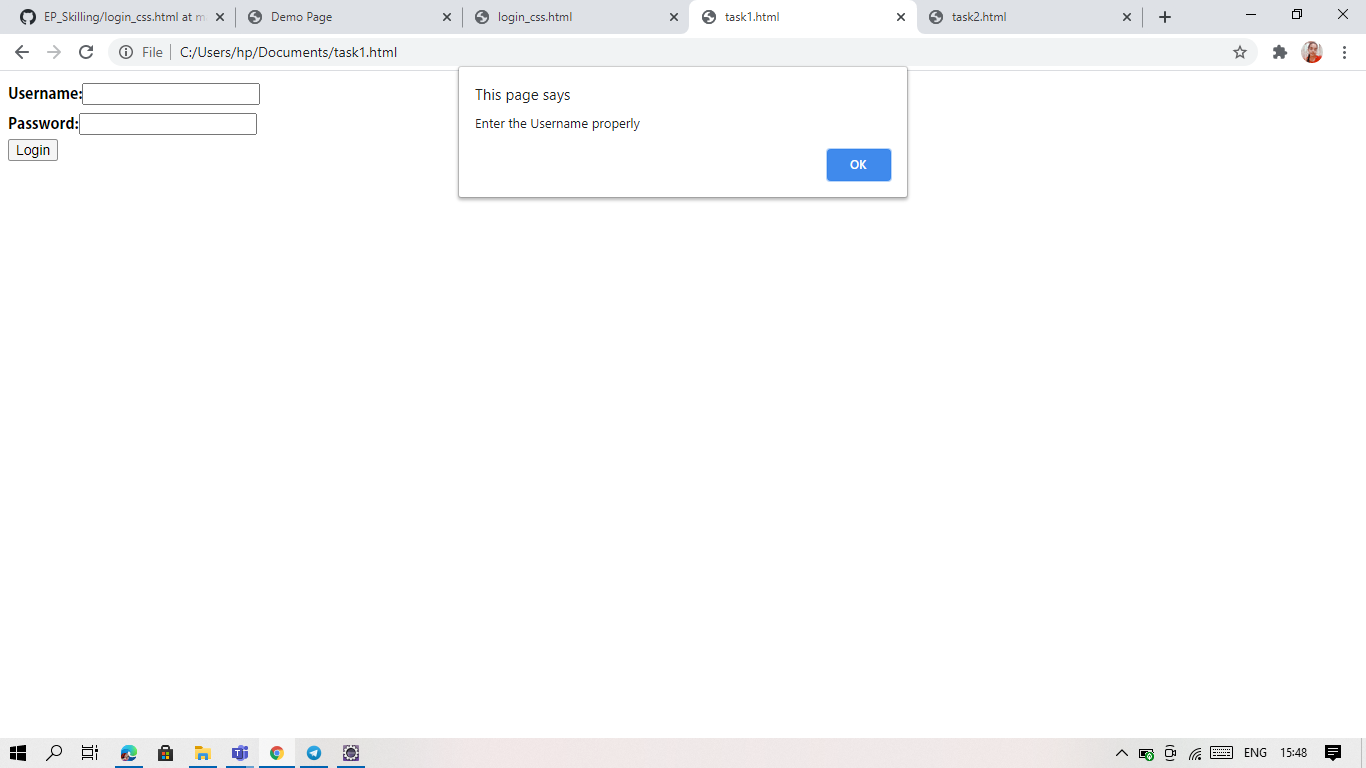 EP_Skilling/login_css.html at m
Demo Page
login_css.html
task1.html
task2.html
File
C:/Users/hp/Documents/task1.html
This page says
Enter the Username properly
OK
Username:
Password:
Login
ENG
15:48